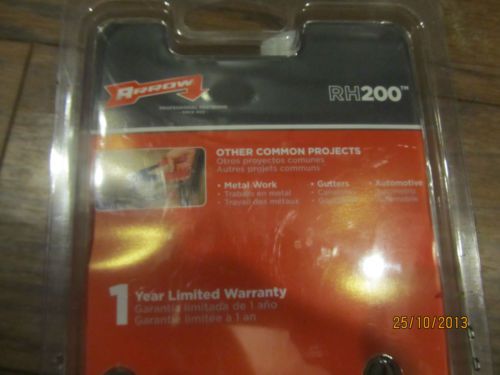 ARROW
RH200™
OTHER COMMON PROJECTS
Otros proyectos comunes
Autres projets communs
• Metal Work
Trabajo en metal
Travail des métaux
• Gutters
• Automotive
1 Year Limited Warranty
Garantía limitada de 1 año
Garantie limitée à 1 an
25/10/2013